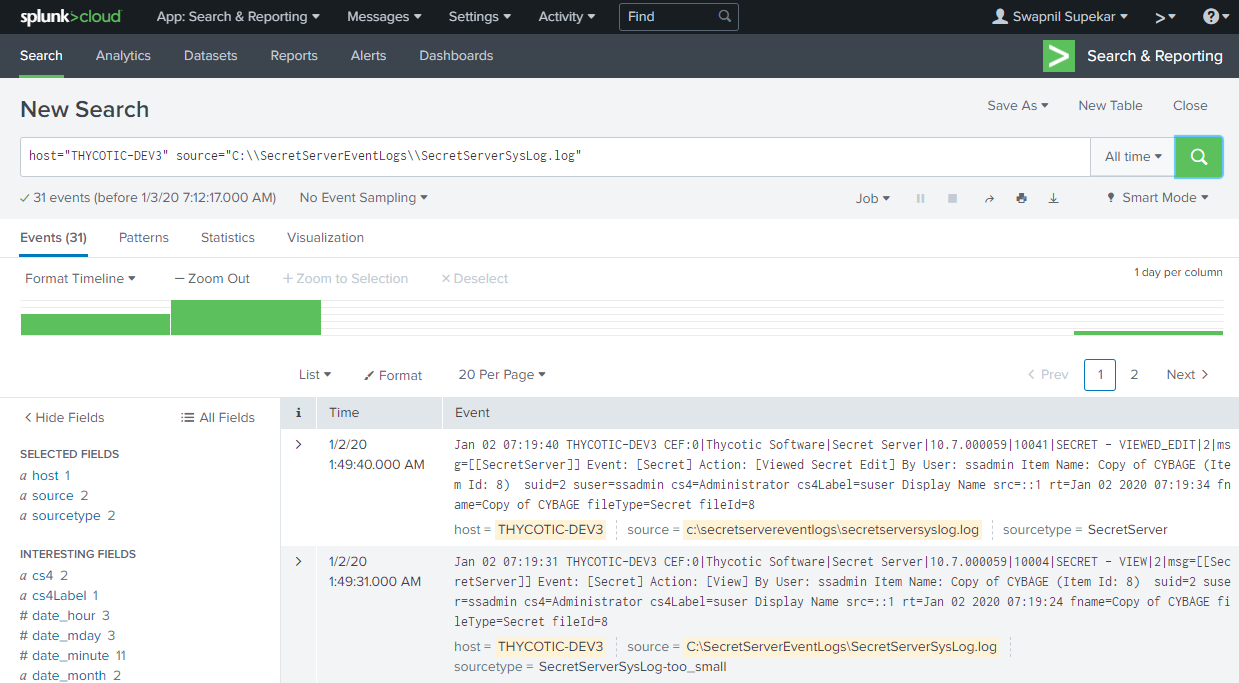 splunk>cloud App: Search & Reporting Messages Settings Activity Find Swapnil Supekar >
Search Analytics Datasets Reports Alerts Dashboards Search & Reporting
New Search Save As New Table Close
host="THYCOTIC-DEV3" source="C:\\SecretServerEventLogs\\SecretServerSysLog.log" All time
31 events (before 1/3/20 7:12:17.000 AM) No Event Sampling Job Smart Mode
Events (31) Patterns Statistics Visualization
Format Timeline — Zoom Out + Zoom to Selection × Deselect 1 day per column
List Format 20 Per Page < Prev 1 2 Next >
< Hide Fields All Fields
i Time Event
SELECTED FIELDS
a host 1
a source 2
a sourcetype 2
INTERESTING FIELDS
a cs4 2
a cs4Label 1
# date_hour 3
# date_mday 3
# date_minute 11
a date_month 2
> 1/2/20
1:49:40.000 AM
Jan 02 07:19:40 THYCOTIC-DEV3 CEF:0|Thycotic Software|Secret Server|10.7.000059|10041|SECRET - VIEWED_EDIT|2|ms
g=[[SecretServer]] Event: [Secret] Action: [Viewed Secret Edit] By User: ssadmin Item Name: Copy of CYBAGE (Ite
m Id: 8)  suid=2 suser=ssadmin cs4=Administrator cs4Label=suser Display Name src=::1 rt=Jan 02 2020 07:19:34 fn
ame=Copy of CYBAGE fileType=Secret fileId=8
host = THYCOTIC-DEV3 source = c:\secretservereventlogs\secretserversyslog.log sourcetype = SecretServer
> 1/2/20
1:49:31.000 AM
Jan 02 07:19:31 THYCOTIC-DEV3 CEF:0|Thycotic Software|Secret Server|10.7.000059|10004|SECRET - VIEW|2|msg=[[Sec
retServer]] Event: [Secret] Action: [View] By User: ssadmin Item Name: Copy of CYBAGE (Item Id: 8)  suid=2 suse
r=ssadmin cs4=Administrator cs4Label=suser Display Name src=::1 rt=Jan 02 2020 07:19:24 fname=Copy of CYBAGE fi
leType=Secret fileId=8
host = THYCOTIC-DEV3 source = C:\SecretServerEventLogs\SecretServerSysLog.log
sourcetype = SecretServerSysLog-too_small